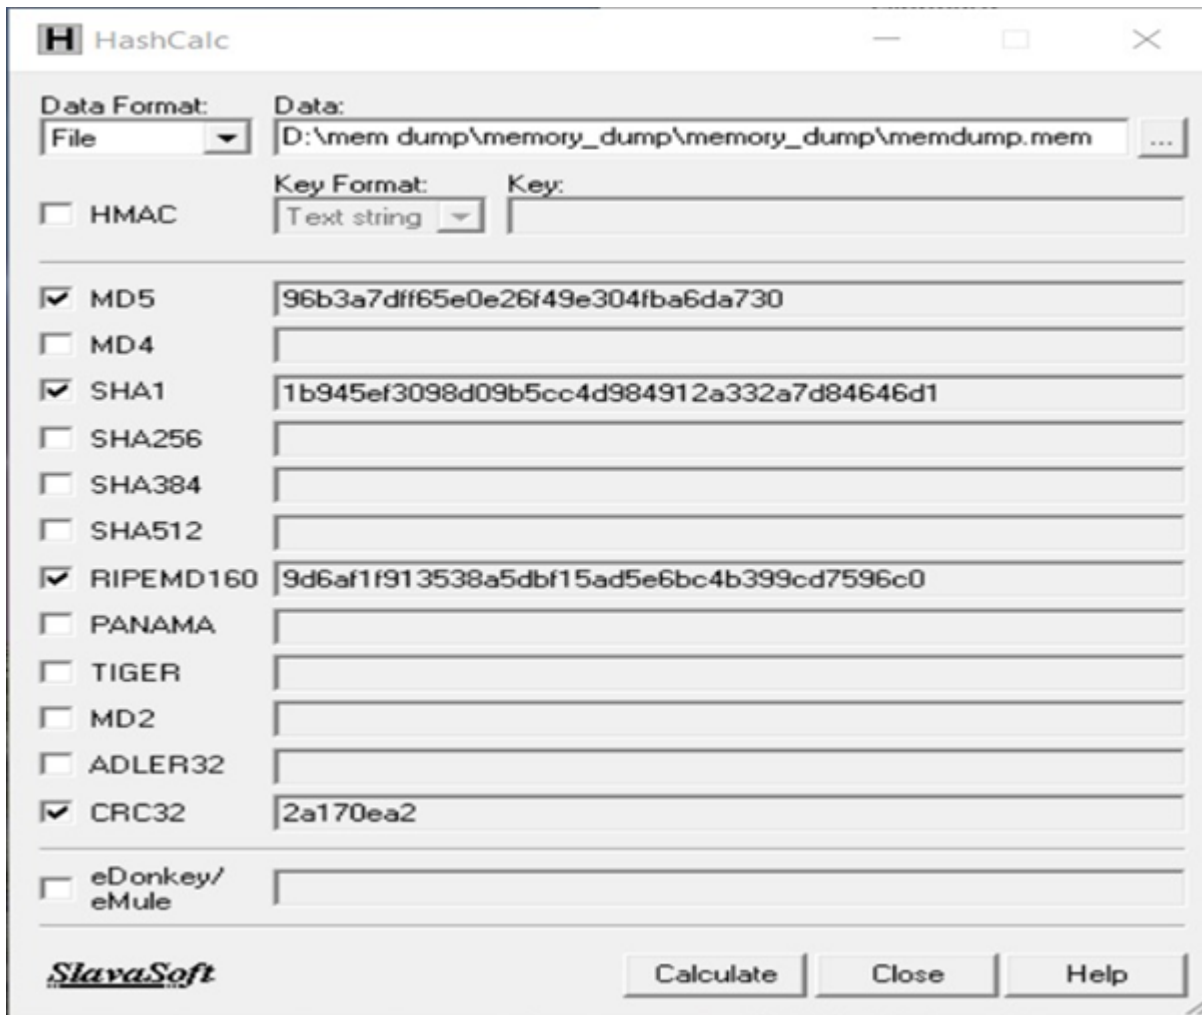 H HashCalc
Data Format: Data:
File D:\mem dump\memory_dump\memory_dump\memdump.mem ...
Key Format: Key:
HMAC Text string
MD5 96b3a7dff65e0e26f49e304fba6da730
MD4
SHA1 1b945ef3098d09b5cc4d984912a332a7d84646d1
SHA256
SHA384
SHA512
RIPEMD160 9d6af1f913538a5dbf15ad5e6bc4b399cd7596c0
PANAMA
TIGER
MD2
ADLER32
CRC32 2a170ea2
eDonkey/
eMule
SlavaSoft Calculate Close Help